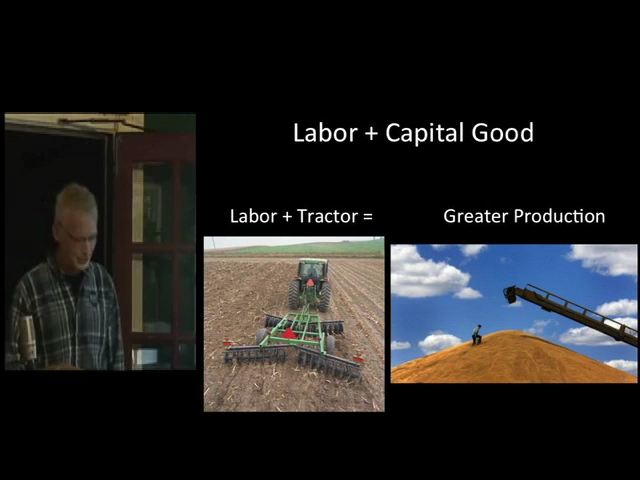 Labor + Capital Good
Labor + Tractor =
Greater Production